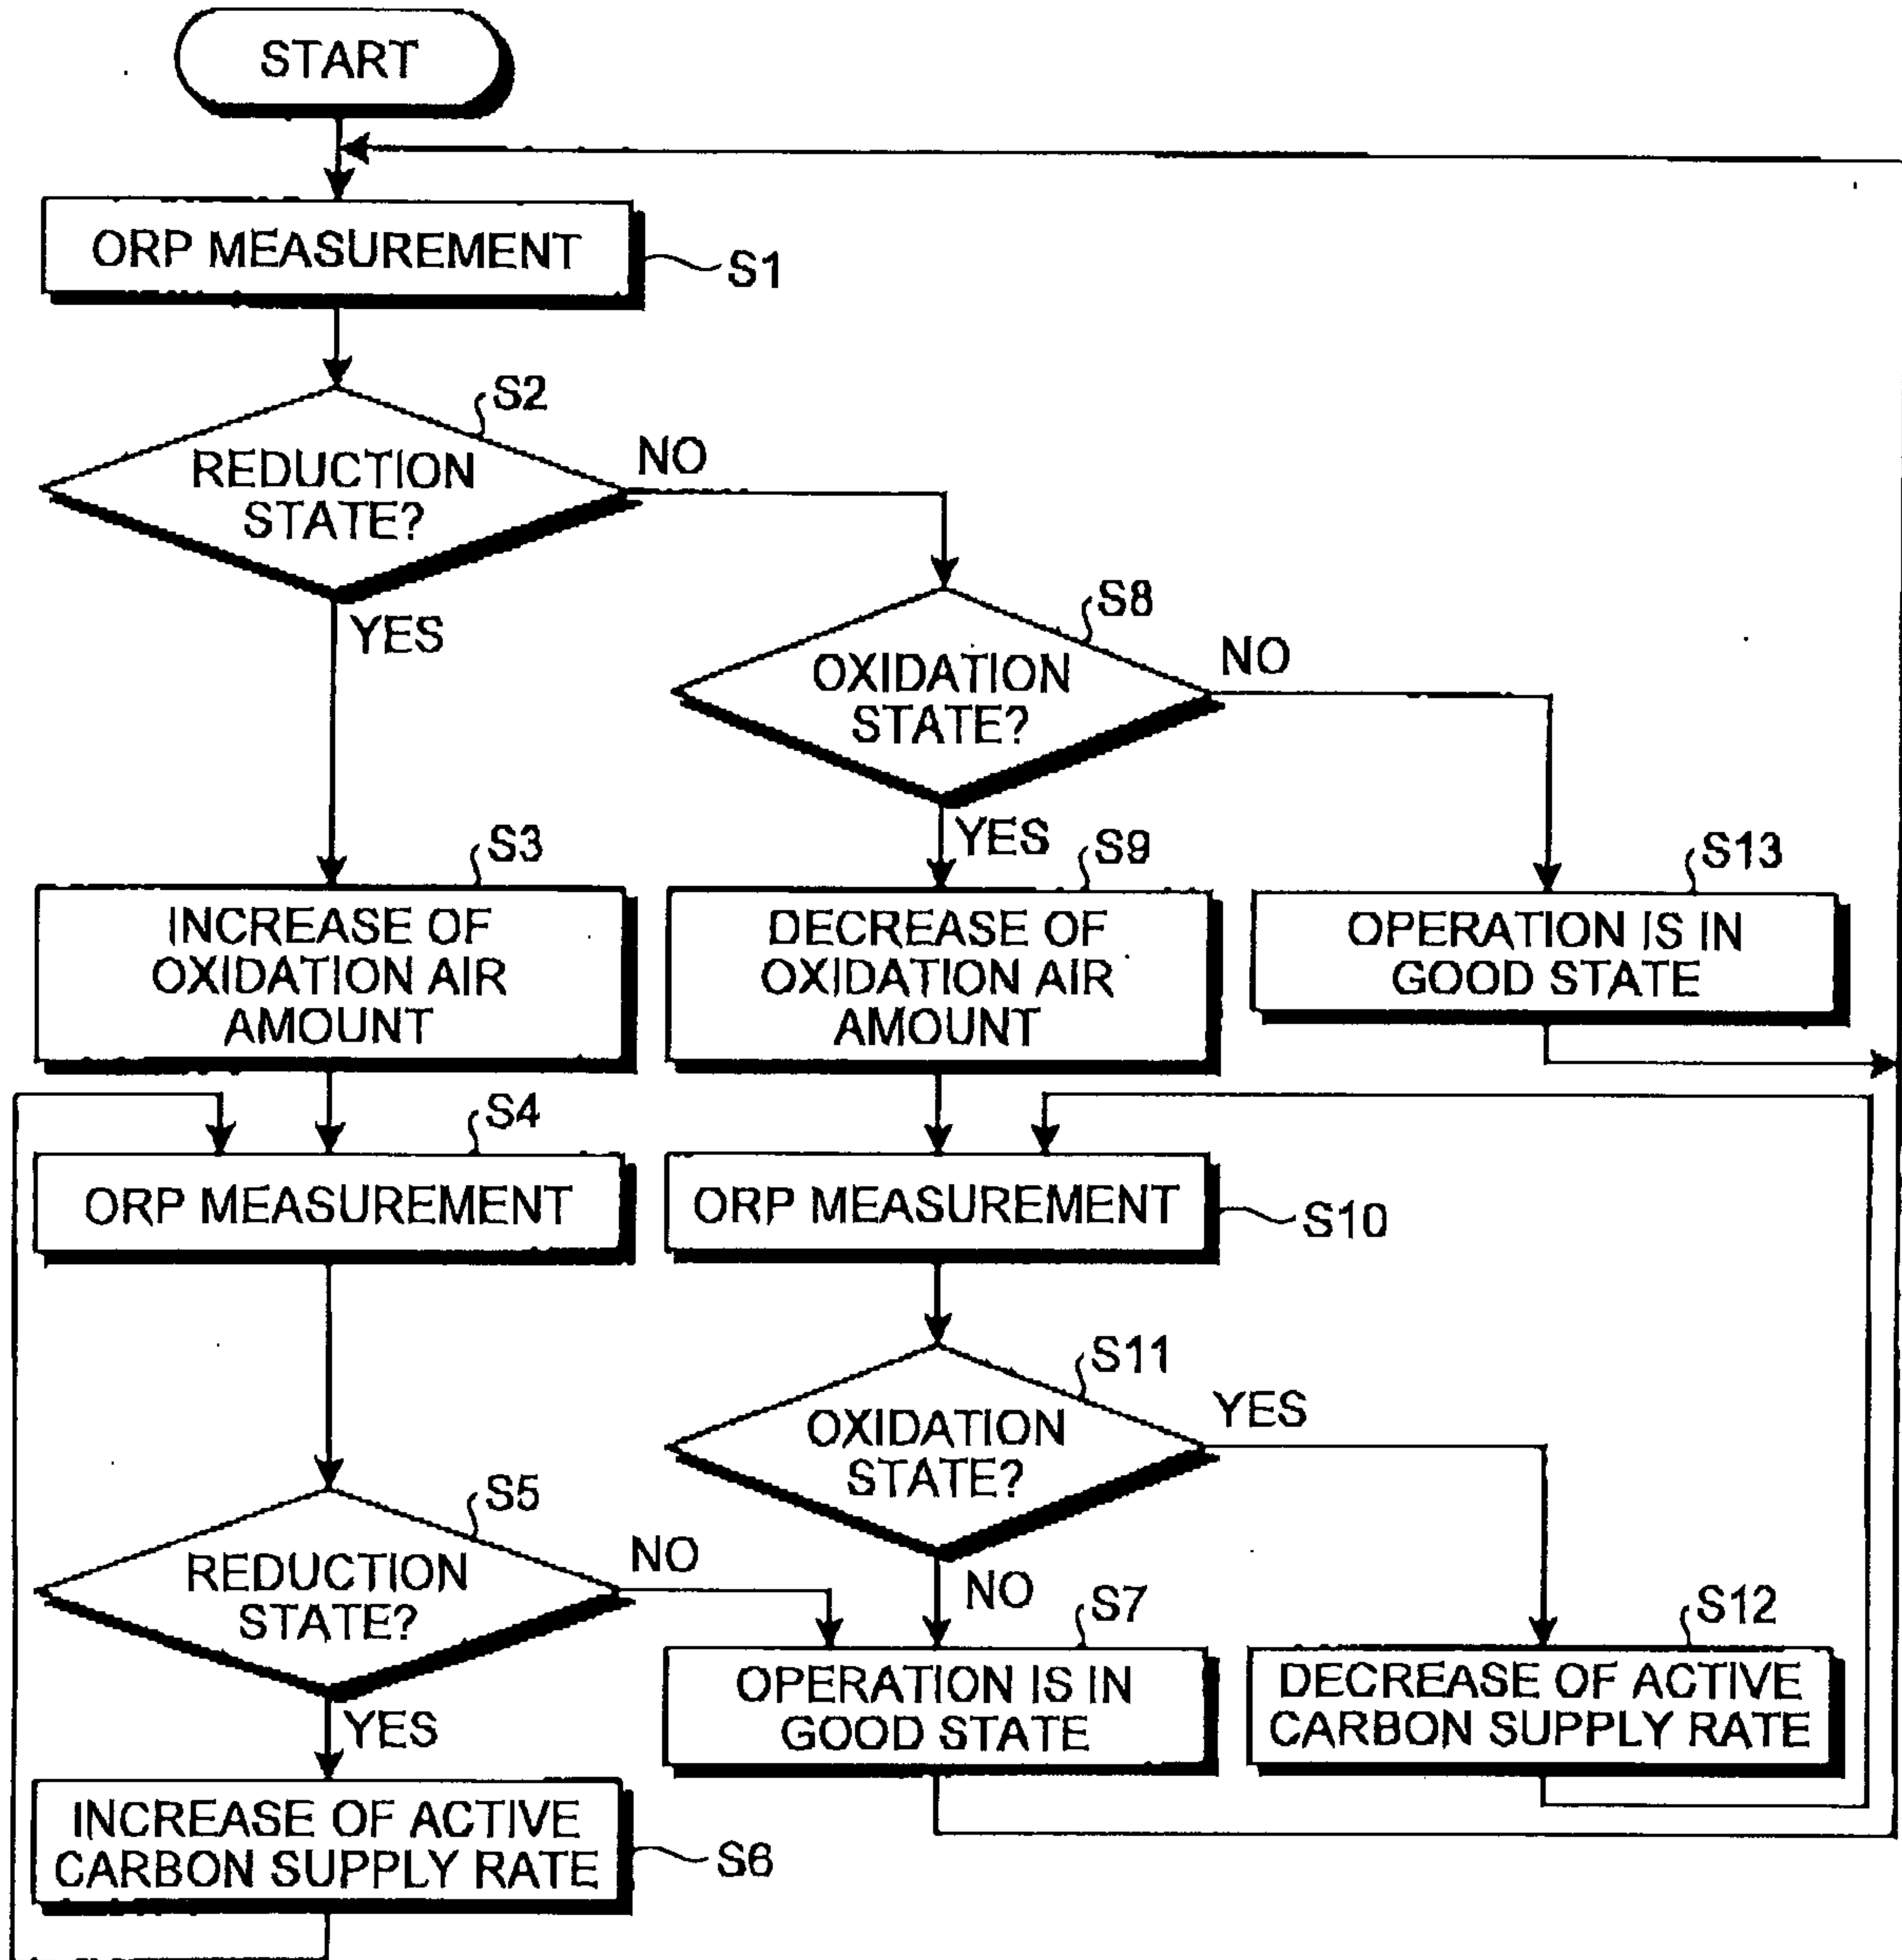 START
ORP MEASUREMENT
S1
S2
REDUCTION
STATE?
NO
YES
S8
OXIDATION
STATE?
NO
YES
S3
INCREASE OF
OXIDATION AIR
AMOUNT
S9
DECREASE OF
OXIDATION AIR
AMOUNT
S13
OPERATION IS IN
GOOD STATE
S4
ORP MEASUREMENT
ORP MEASUREMENT
S10
S11
OXIDATION
STATE?
YES
NO
S5
REDUCTION
STATE?
NO
YES
S7
OPERATION IS IN
GOOD STATE
S12
DECREASE OF ACTIVE
CARBON SUPPLY RATE
INCREASE OF ACTIVE
CARBON SUPPLY RATE
S6